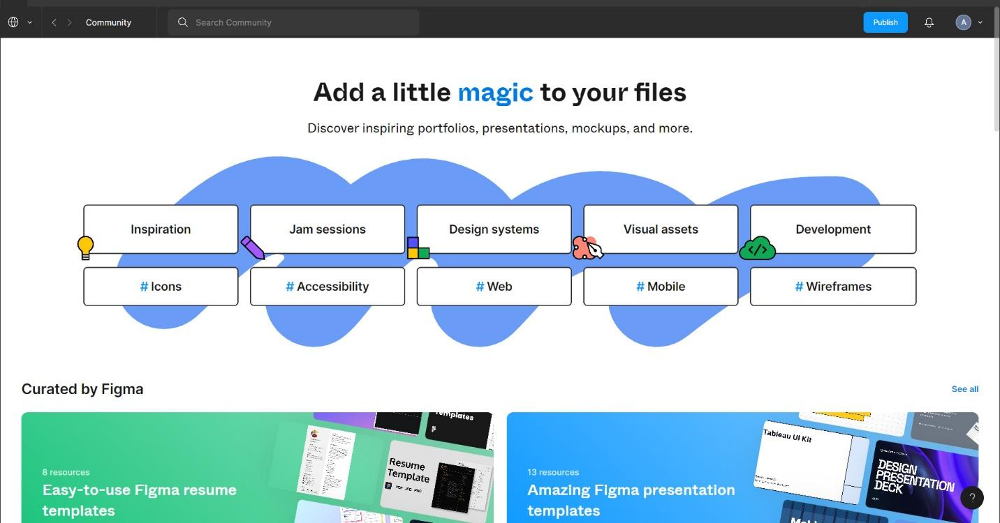 Community
Search Community
Publish
A
Add a little magic to your files
Discover inspiring portfolios, presentations, mockups, and more.
Inspiration
Jam sessions
Design systems
Visual assets
Development
</>
# Icons
# Accessibility
# Web
# Mobile
# Wireframes
Curated by Figma
See all
8 resources
Easy-to-use Figma resume
templates
Templates
Resume
Template
PDF JPG PNG
13 resources
Amazing Figma presentation
templates
Tableau UI Kit
DESIGN
PRESENTATION
DECK
?